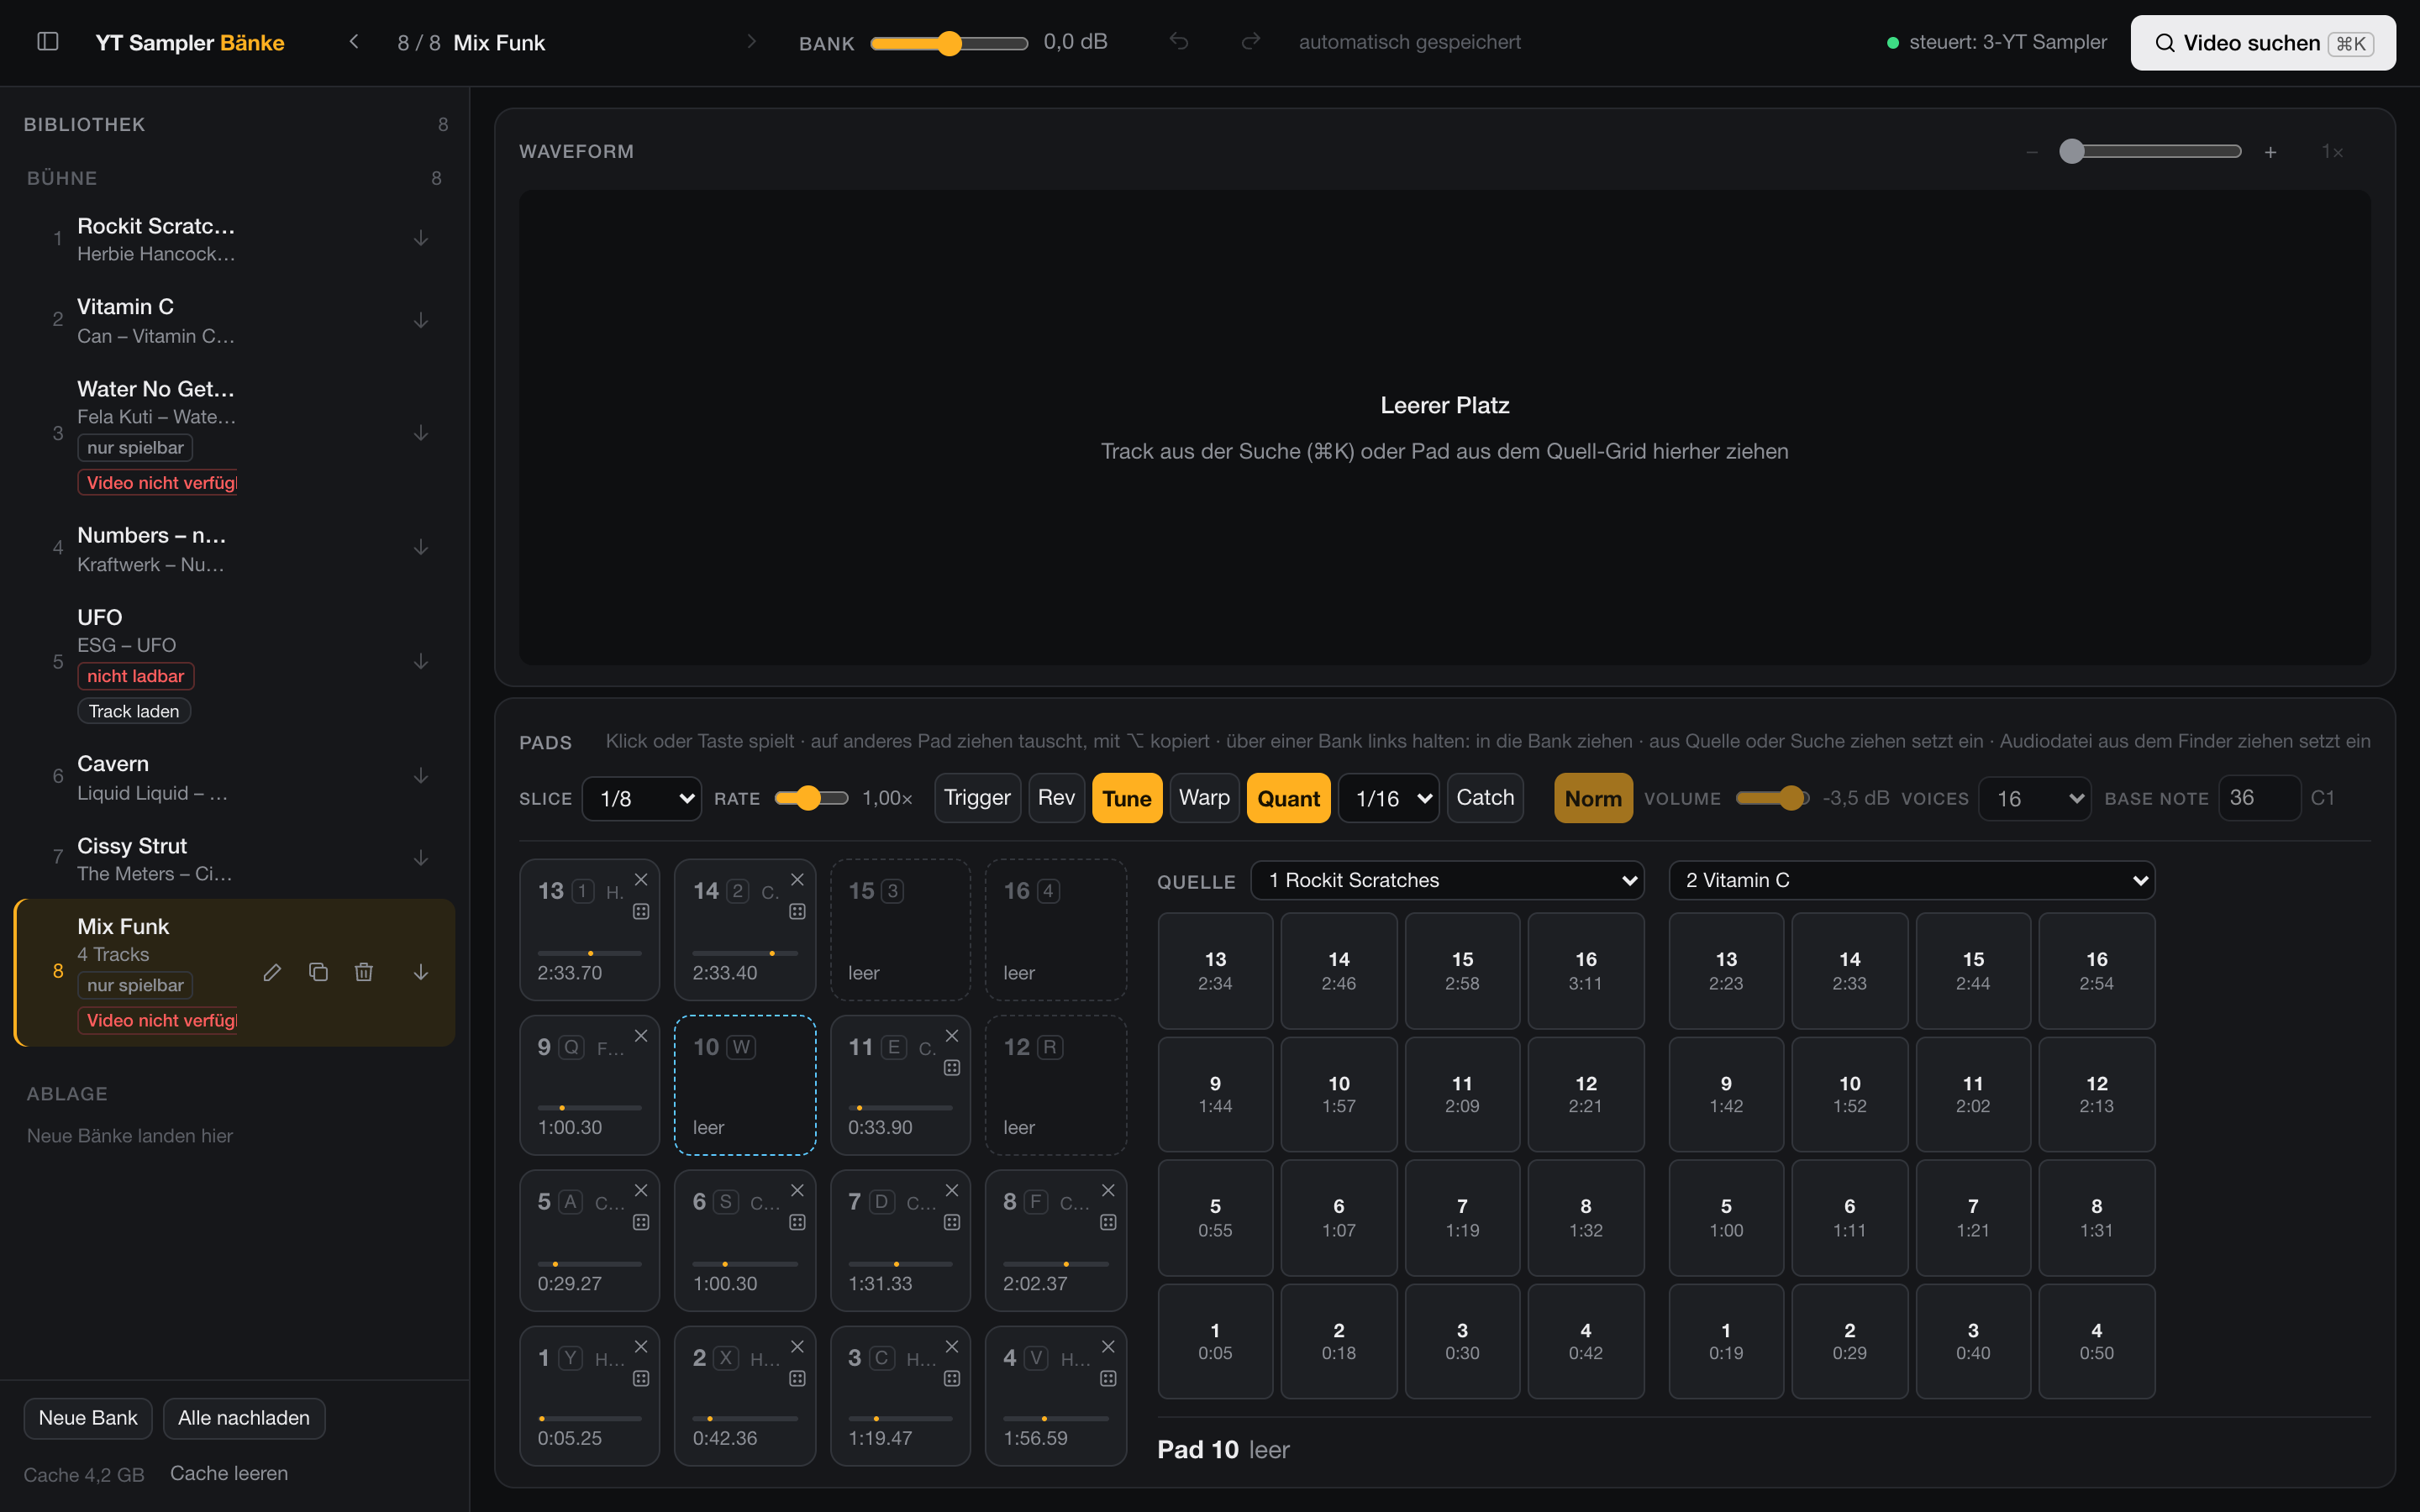 YT Sampler Bänke
8 / 8 Mix Funk
BANK 0,0 dB
automatisch gespeichert
steuert: 3-YT Sampler
Video suchen ⌘K
BIBLIOTHEK 8
BÜHNE 8
1 Rockit Scratc…
Herbie Hancock…
2 Vitamin C
Can – Vitamin C…
3 Water No Get…
Fela Kuti – Wate…
nur spielbar
Video nicht verfüg
4 Numbers – n…
Kraftwerk – Nu…
5 UFO
ESG – UFO
nicht ladbar
Track laden
6 Cavern
Liquid Liquid – …
7 Cissy Strut
The Meters – Ci…
8 Mix Funk
4 Tracks
nur spielbar
Video nicht verfüg
ABLAGE
Neue Bänke landen hier
Neue Bank Alle nachladen
Cache 4,2 GB Cache leeren
WAVEFORM − + 1×
Leerer Platz
Track aus der Suche (⌘K) oder Pad aus dem Quell-Grid hierher ziehen
PADS Klick oder Taste spielt · auf anderes Pad ziehen tauscht, mit ⌥ kopiert · über einer Bank links halten: in die Bank ziehen · aus Quelle oder Suche ziehen setzt ein · Audiodatei aus dem Finder ziehen setzt ein
SLICE 1/8 RATE 1,00× Trigger Rev Tune Warp Quant 1/16 Catch Norm VOLUME -3,5 dB VOICES 16 BASE NOTE 36 C1
13 1 H. 14 2 C. 15 3 16 4
2:33.70 2:33.40 leer leer
9 Q F… 10 W 11 E C. 12 R
1:00.30 leer 0:33.90 leer
5 A C… 6 S C… 7 D C… 8 F C…
0:29.27 1:00.30 1:31.33 2:02.37
1 Y H… 2 X H… 3 C H… 4 V H…
0:05.25 0:42.36 1:19.47 1:56.59
QUELLE 1 Rockit Scratches 2 Vitamin C
13 14 15 16 13 14 15 16
2:34 2:46 2:58 3:11 2:23 2:33 2:44 2:54
9 10 11 12 9 10 11 12
1:44 1:57 2:09 2:21 1:42 1:52 2:02 2:13
5 6 7 8 5 6 7 8
0:55 1:07 1:19 1:32 1:00 1:11 1:21 1:31
1 2 3 4 1 2 3 4
0:05 0:18 0:30 0:42 0:19 0:29 0:40 0:50
Pad 10 leer